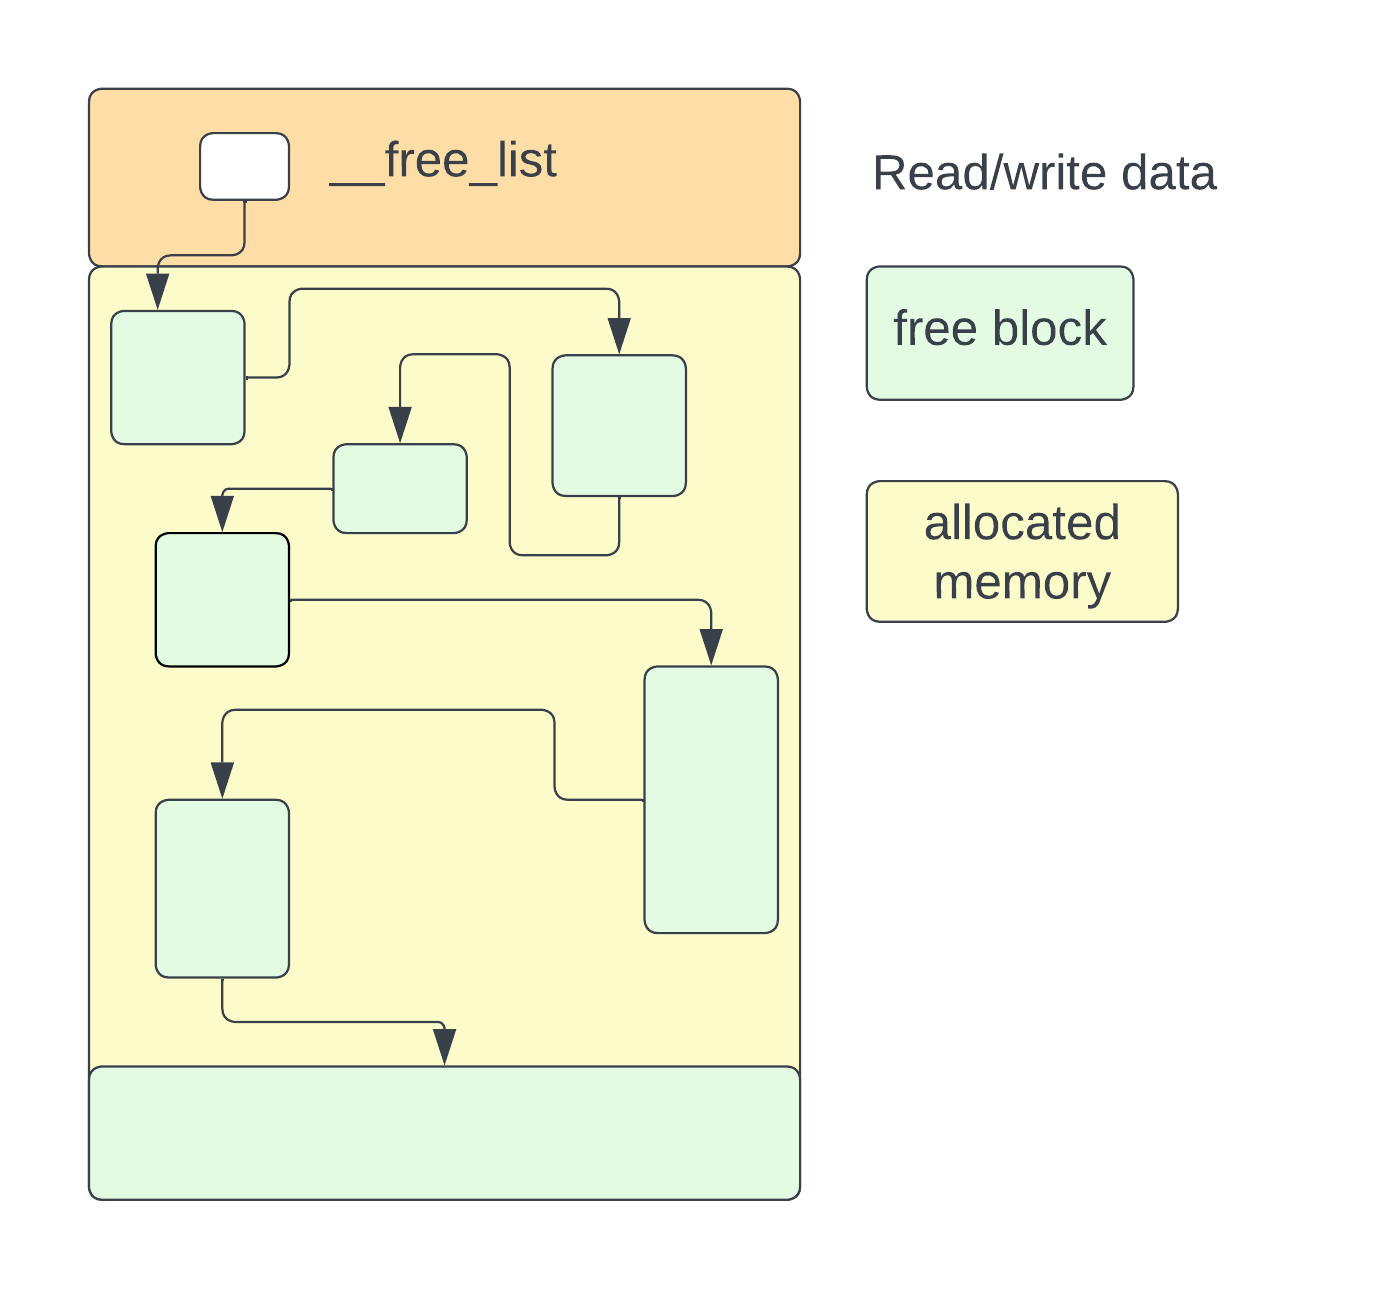 __free_list
Read/write data
free block
allocated
memory